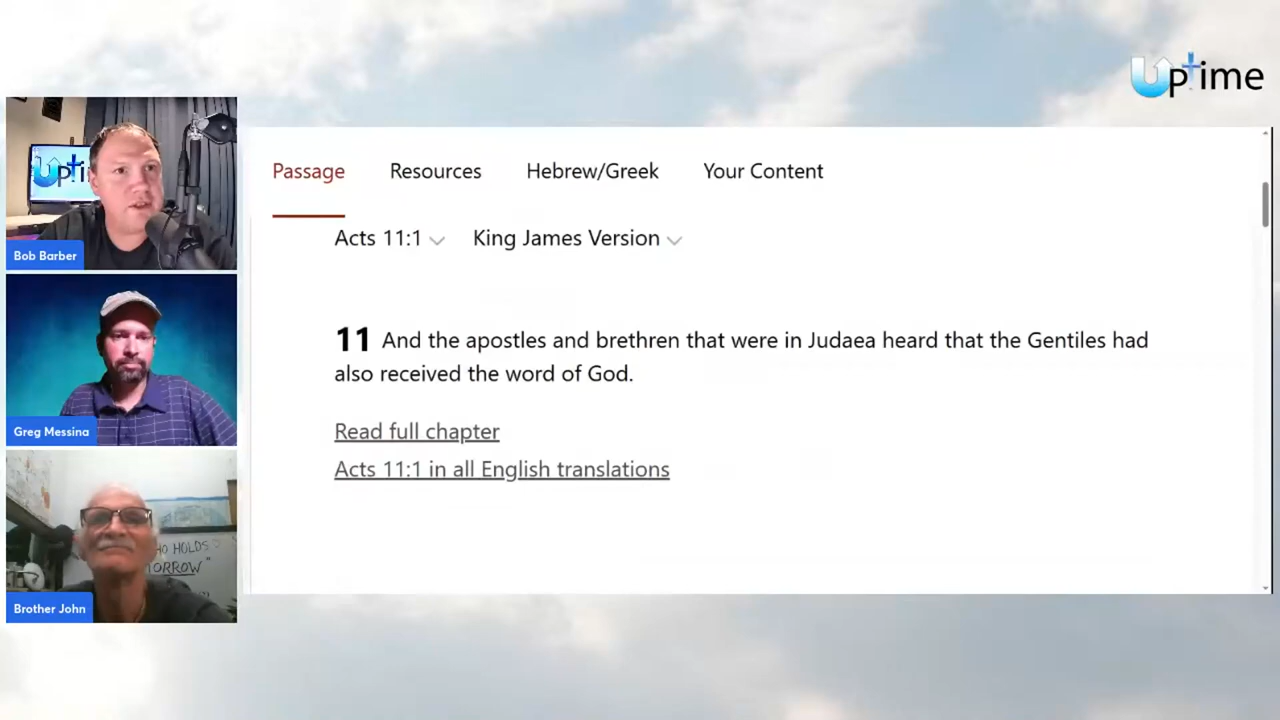 Uptime
Passage Resources Hebrew/Greek Your Content
Acts 11:1 King James Version
11 And the apostles and brethren that were in Judaea heard that the Gentiles had
also received the word of God.
Read full chapter
Acts 11:1 in all English translations
Bob Barber
Greg Messina
HO HOLDS
ORROW"
Brother John